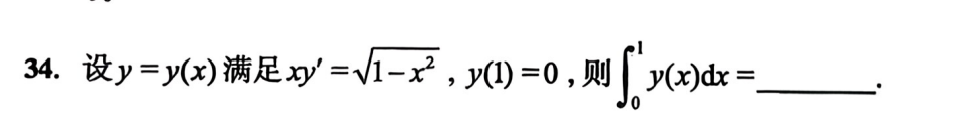 34. 设 y = y(x) 满足 xy′ = √(1−x²) , y(1) = 0 , 则 ∫₀¹ y(x)dx = ________.